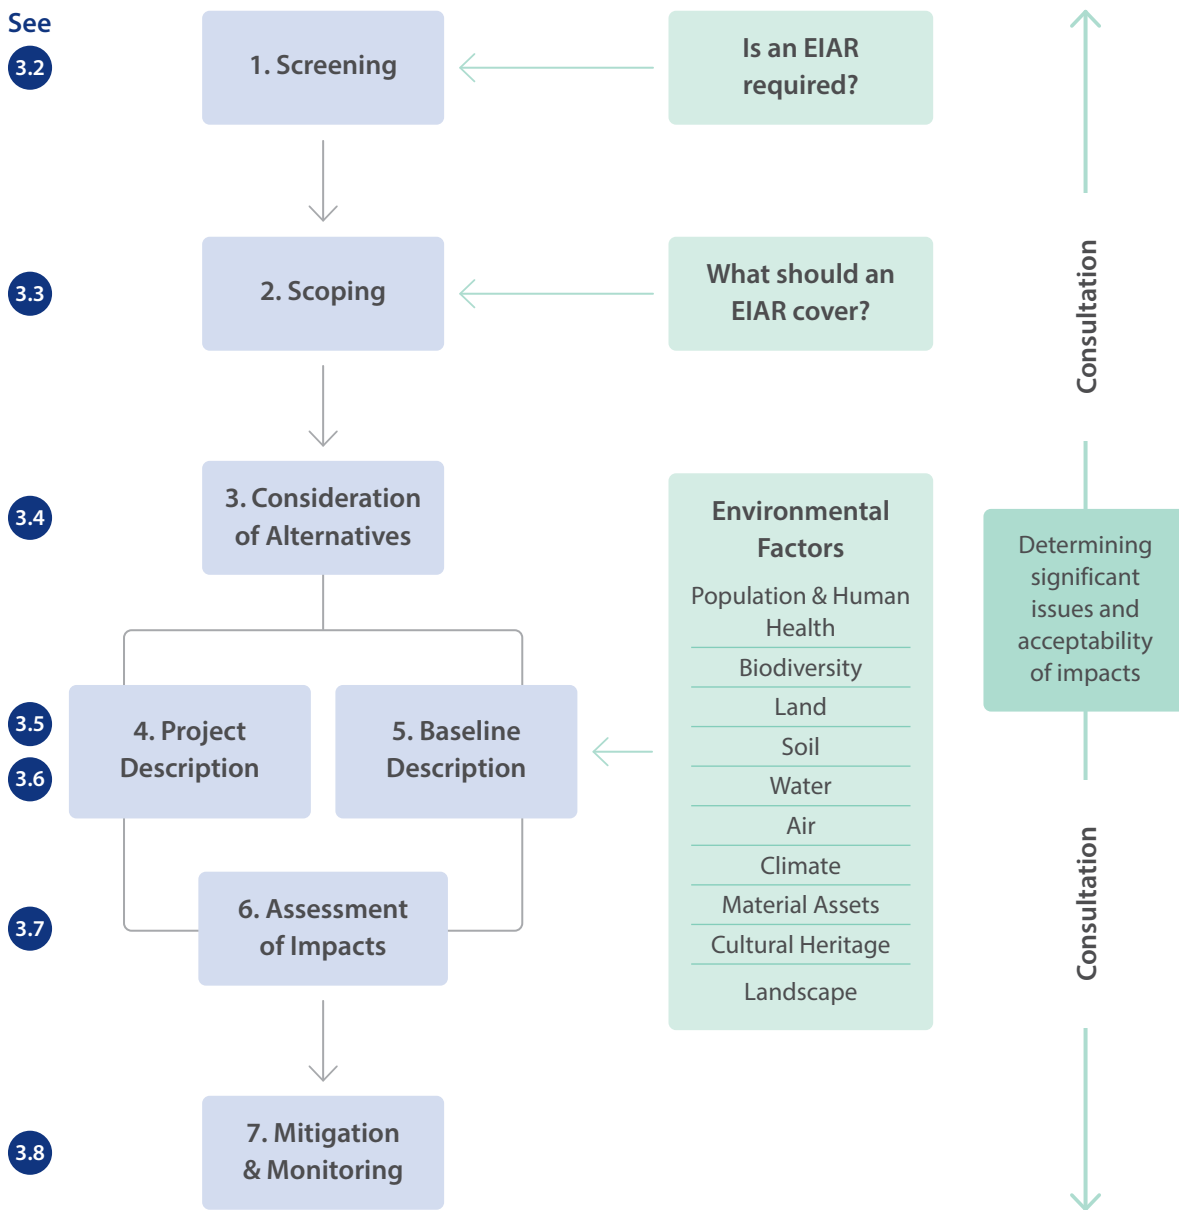 See
3.2
1. Screening
Is an EIAR
required?
3.3
2. Scoping
What should an
EIAR cover?
Consultation
3.4
3. Consideration
of Alternatives
3.5
3.6
4. Project
Description
5. Baseline
Description
Environmental
Factors
Population & Human
Health
Biodiversity
Land
Soil
Water
Air
Climate
Material Assets
Cultural Heritage
Landscape
Determining
significant
issues and
acceptability
of impacts
3.7
6. Assessment
of Impacts
Consultation
3.8
7. Mitigation
& Monitoring